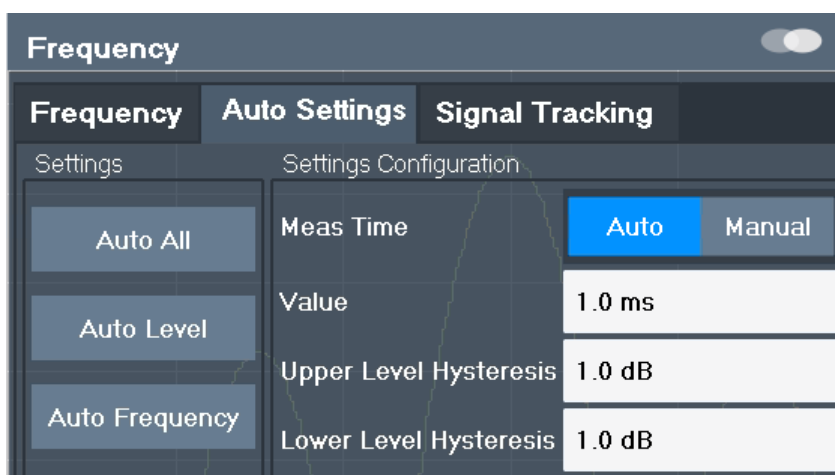 Frequency
Frequency Auto Settings Signal Tracking
Settings
Auto All
Auto Level
Auto Frequency
Settings Configuration
Meas Time Auto Manual
Value 1.0 ms
Upper Level Hysteresis 1.0 dB
Lower Level Hysteresis 1.0 dB